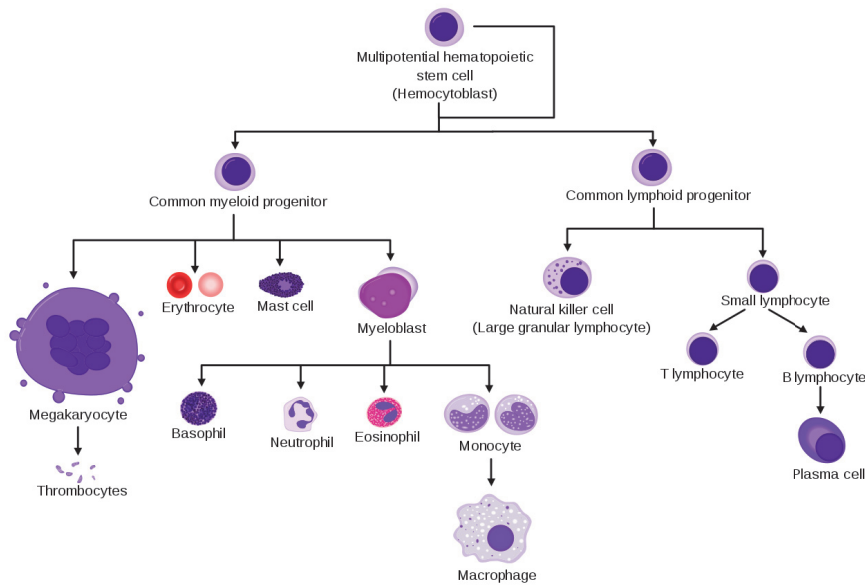 Multipotential hematopoietic
stem cell
(Hemocytoblast)
Common myeloid progenitor
Common lymphoid progenitor
Erythrocyte
Mast cell
Myeloblast
Natural killer cell
(Large granular lymphocyte)
Small lymphocyte
T lymphocyte
B lymphocyte
Megakaryocyte
Basophil
Neutrophil
Eosinophil
Monocyte
Plasma cell
Thrombocytes
Macrophage